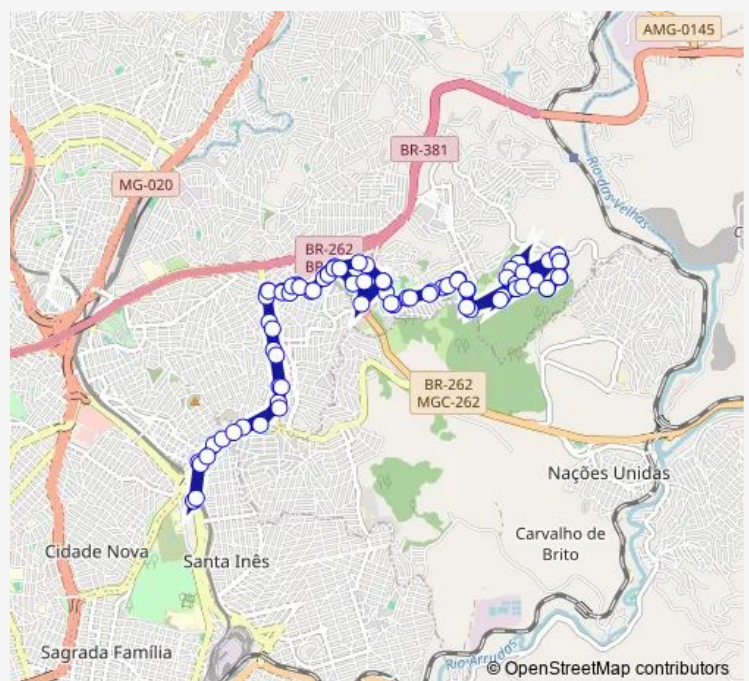 AMG-0145
BR-381
MG-020
Rio das Velhas
BR-262
BR-262
MGC-262
Nações Unidas
Carvalho de
Brito
Cidade Nova
Santa Inês
Sagrada Família
Rio Arrudas
© OpenStreetMap contributors